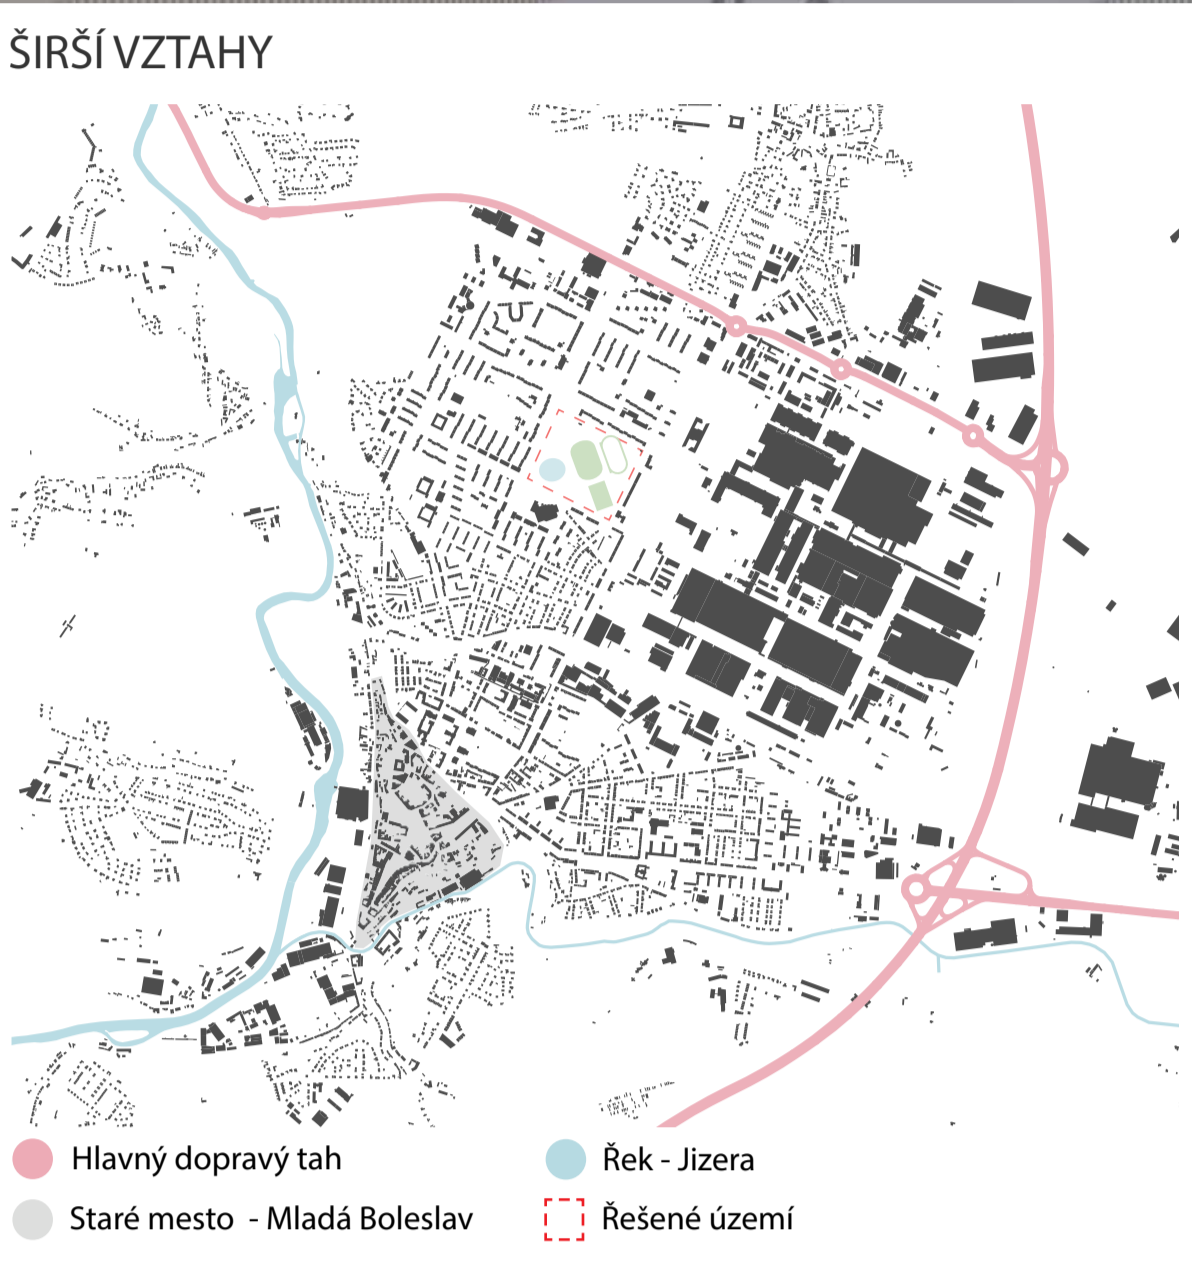 ŠIRŠÍ VZTAHY
Hlavný dopravý tah
Řek - Jizera
Staré mesto - Mladá Boleslav
Řešené území